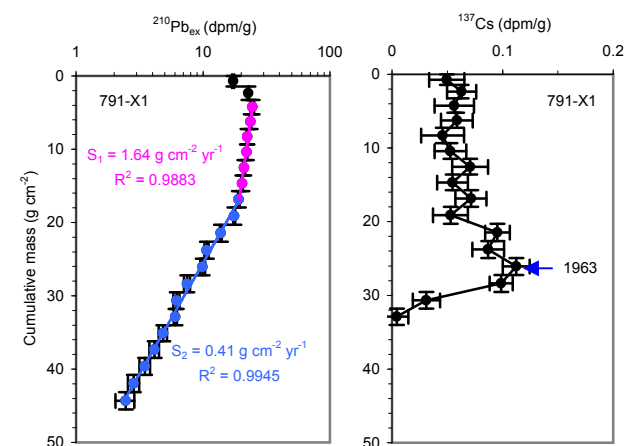 ²¹⁰Pbₑₓ (dpm/g)
1 10 100
0
10
20
30
40
50
Cumulative mass (g cm⁻²)
791-X1
S₁ = 1.64 g cm⁻² yr⁻¹
R² = 0.9883
S₂ = 0.41 g cm⁻² yr⁻¹
R² = 0.9945
¹³⁷Cs (dpm/g)
0 0.1 0.2
0
10
20
30
40
50
791-X1
1963